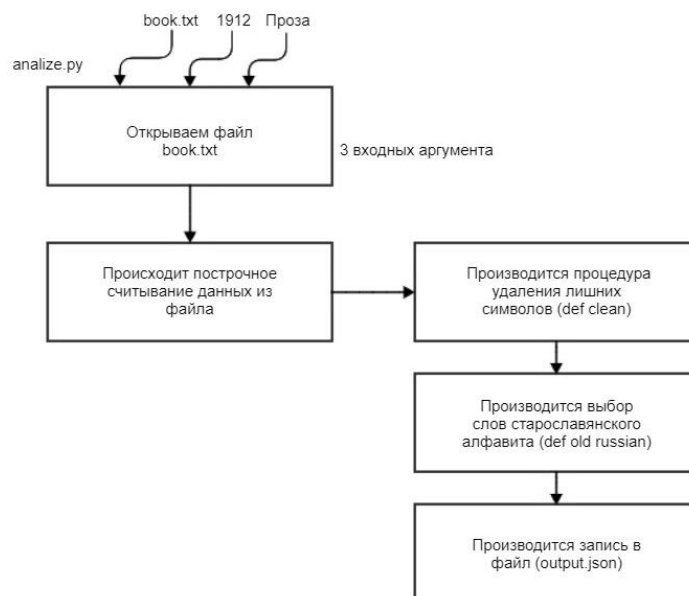 book.txt 1912 Проза
analize.py
Открываем файл
book.txt
3 входных аргумента
Происходит построчное
считывание данных из
файла
Производится процедура
удаления лишних
символов (def clean)
Производится выбор
слов старославянского
алфавита (def old russian)
Производится запись в
файл (output.json)